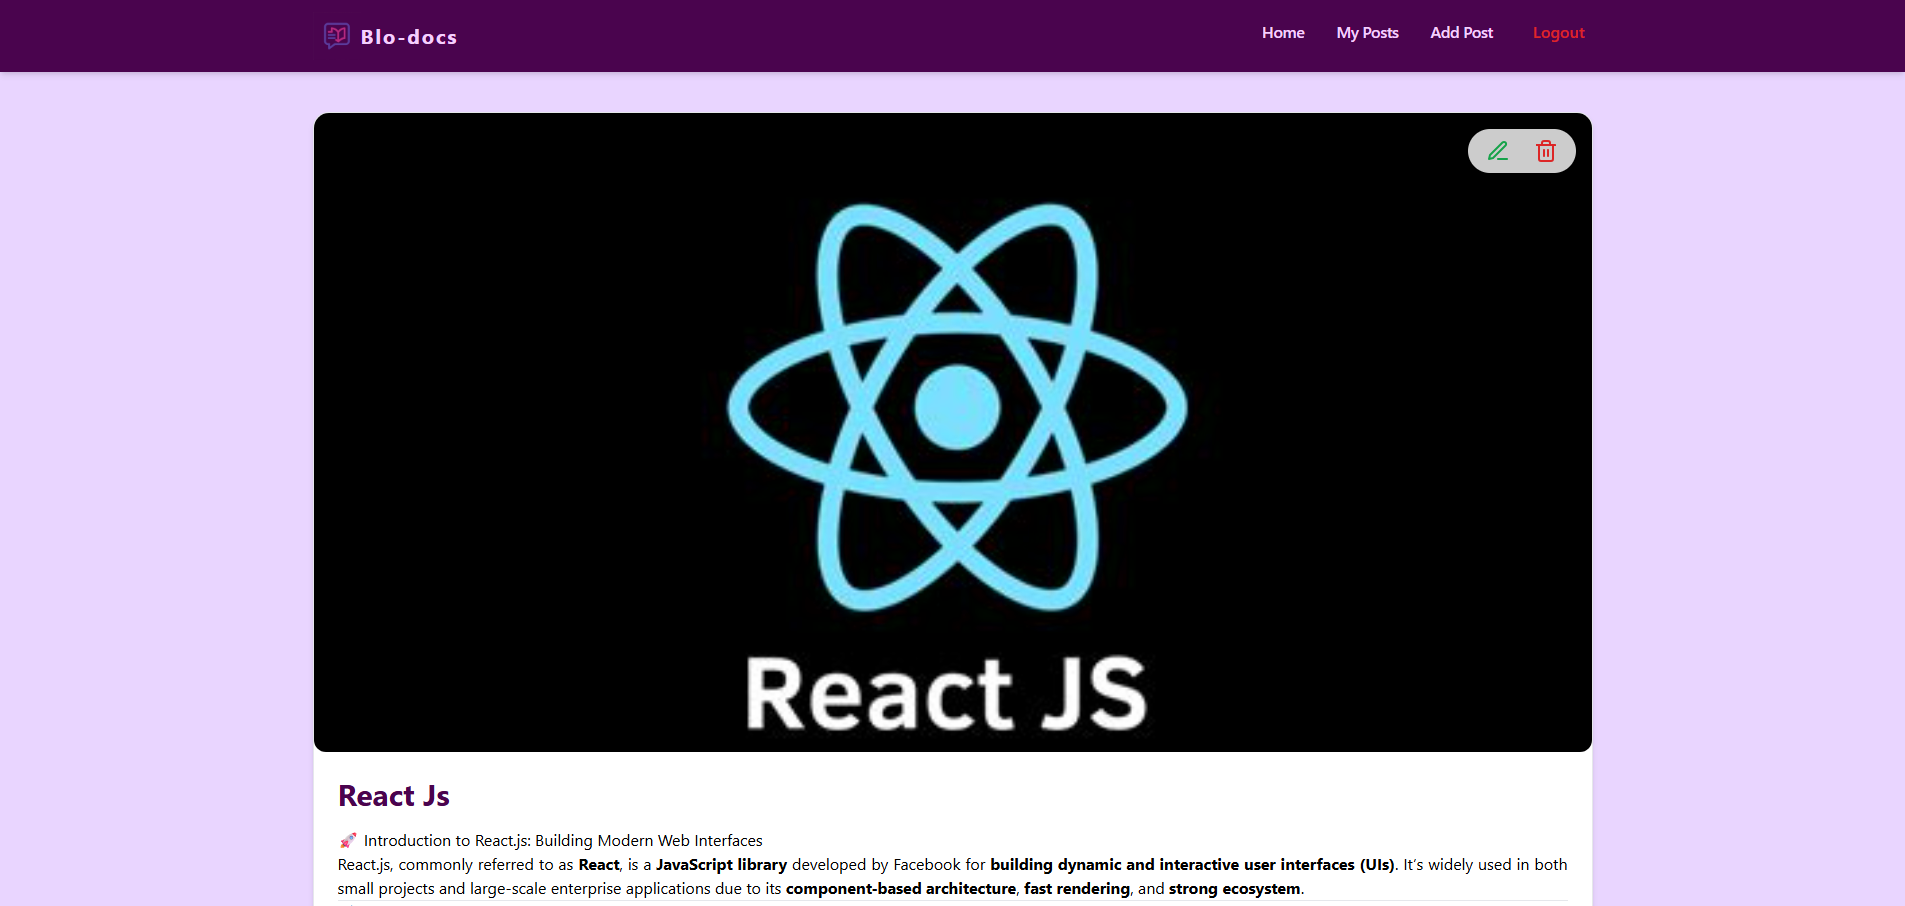 Blo-docs
Home My Posts Add Post Logout
React JS
React Js
🚀 Introduction to React.js: Building Modern Web Interfaces
React.js, commonly referred to as React, is a JavaScript library developed by Facebook for building dynamic and interactive user interfaces (UIs). It’s widely used in both
small projects and large-scale enterprise applications due to its component-based architecture, fast rendering, and strong ecosystem.